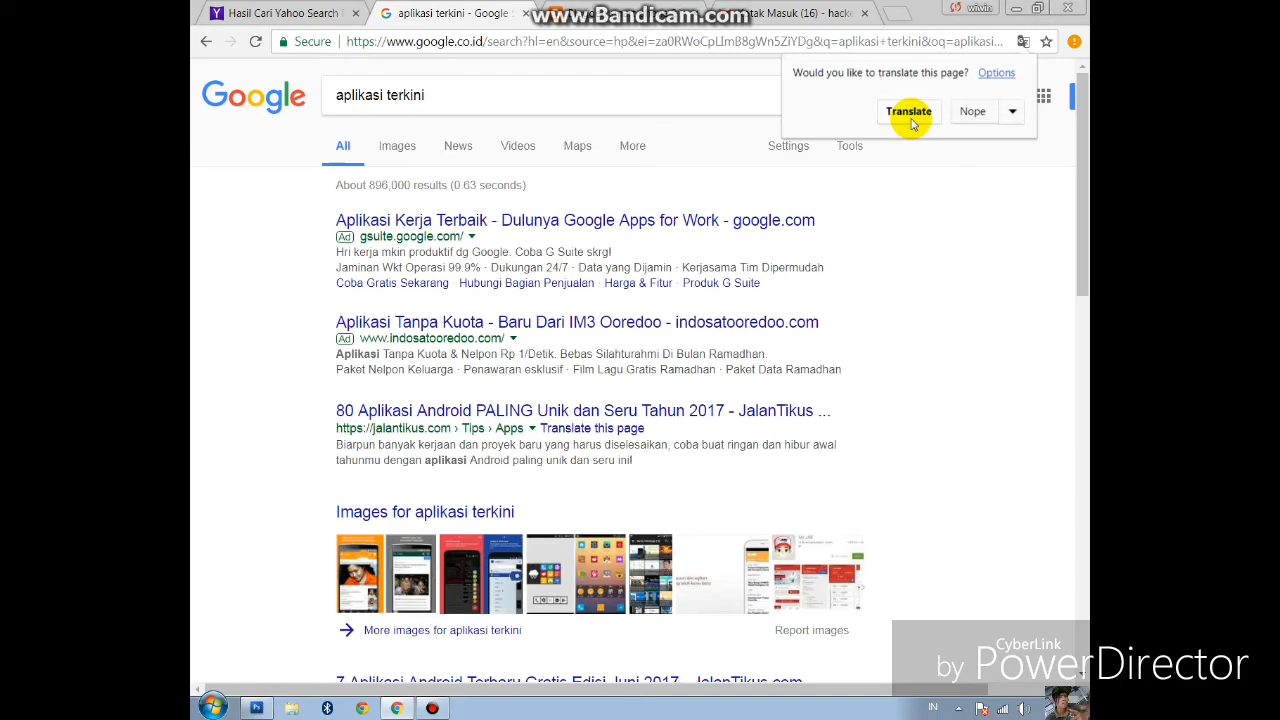 Hasil Cari Yahoo Search
aplikasi terkini - Google
www.Bandicam.com
tak Masuk (16) - hacke
wiwin
Secure
https://www.google.co.id/search?hl=en&source=hp&ei=za0RWoCpLImB8gWn5ZiYDg&q=aplikasi+terkini&oq=aplikasi...
Would you like to translate this page? Options
Translate
Nope
Google
aplikasi terkini
All Images News Videos Maps More Settings Tools
About 896,000 results (0.63 seconds)
Aplikasi Kerja Terbaik - Dulunya Google Apps for Work - google.com
Ad gsuite.google.com/
Hri kerja mkin produktif dg Google. Coba G Suite skrg!
Jaminan Wkt Operasi 99.9% · Dukungan 24/7 · Data yang Dijamin · Kerjasama Tim Dipermudah
Coba Gratis Sekarang · Hubungi Bagian Penjualan · Harga & Fitur · Produk G Suite
Aplikasi Tanpa Kuota - Baru Dari IM3 Ooredoo - indosatooredoo.com
Ad www.indosatooredoo.com/
Aplikasi Tanpa Kuota & Nelpon Rp 1/Detik. Bebas Silahturahmi Di Bulan Ramadhan.
Paket Nelpon Keluarga · Penawaran esklusif · Film Lagu Gratis Ramadhan · Paket Data Ramadhan
80 Aplikasi Android PALING Unik dan Seru Tahun 2017 - JalanTikus ...
https://jalantikus.com › Tips › Apps Translate this page
Biarpun banyak kerjaan dan proyek baru yang harus diselesaikan, coba buat ringan dan hibur awal
tahunmu dengan aplikasi Android paling unik dan seru ini!
Images for aplikasi terkini
More images for aplikasi terkini
Report images
7 Aplikasi Android Terbaru Gratis Edisi Juni 2017 - JalanTikus.com
CyberLink
by PowerDirector
IN